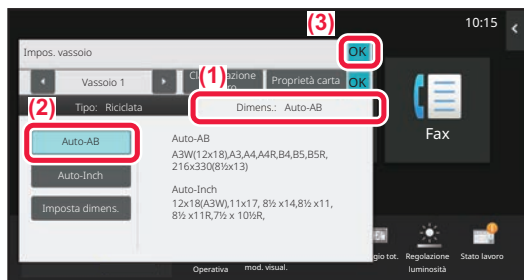 10:15
(3)
Impos. vassoio
OK
Vassoio 1
(1)
Proprietà carta
OK
(2)
Tipo: Riciclata
Dimens.: Auto-AB
Auto-AB
Auto-AB
A3W(12x18),A3,A4,A4R,B4,B5,B5R,
216x330(8½x13)
Auto-Inch
Auto-Inch
12x18(A3W),11x17, 8½ x14,8½ x11,
8½ x11R,7½ x 10½R,
Imposta dimens.
Fax
Operativa
mod. visual.
tot.
Regolazione
luminosità
Stato lavoro